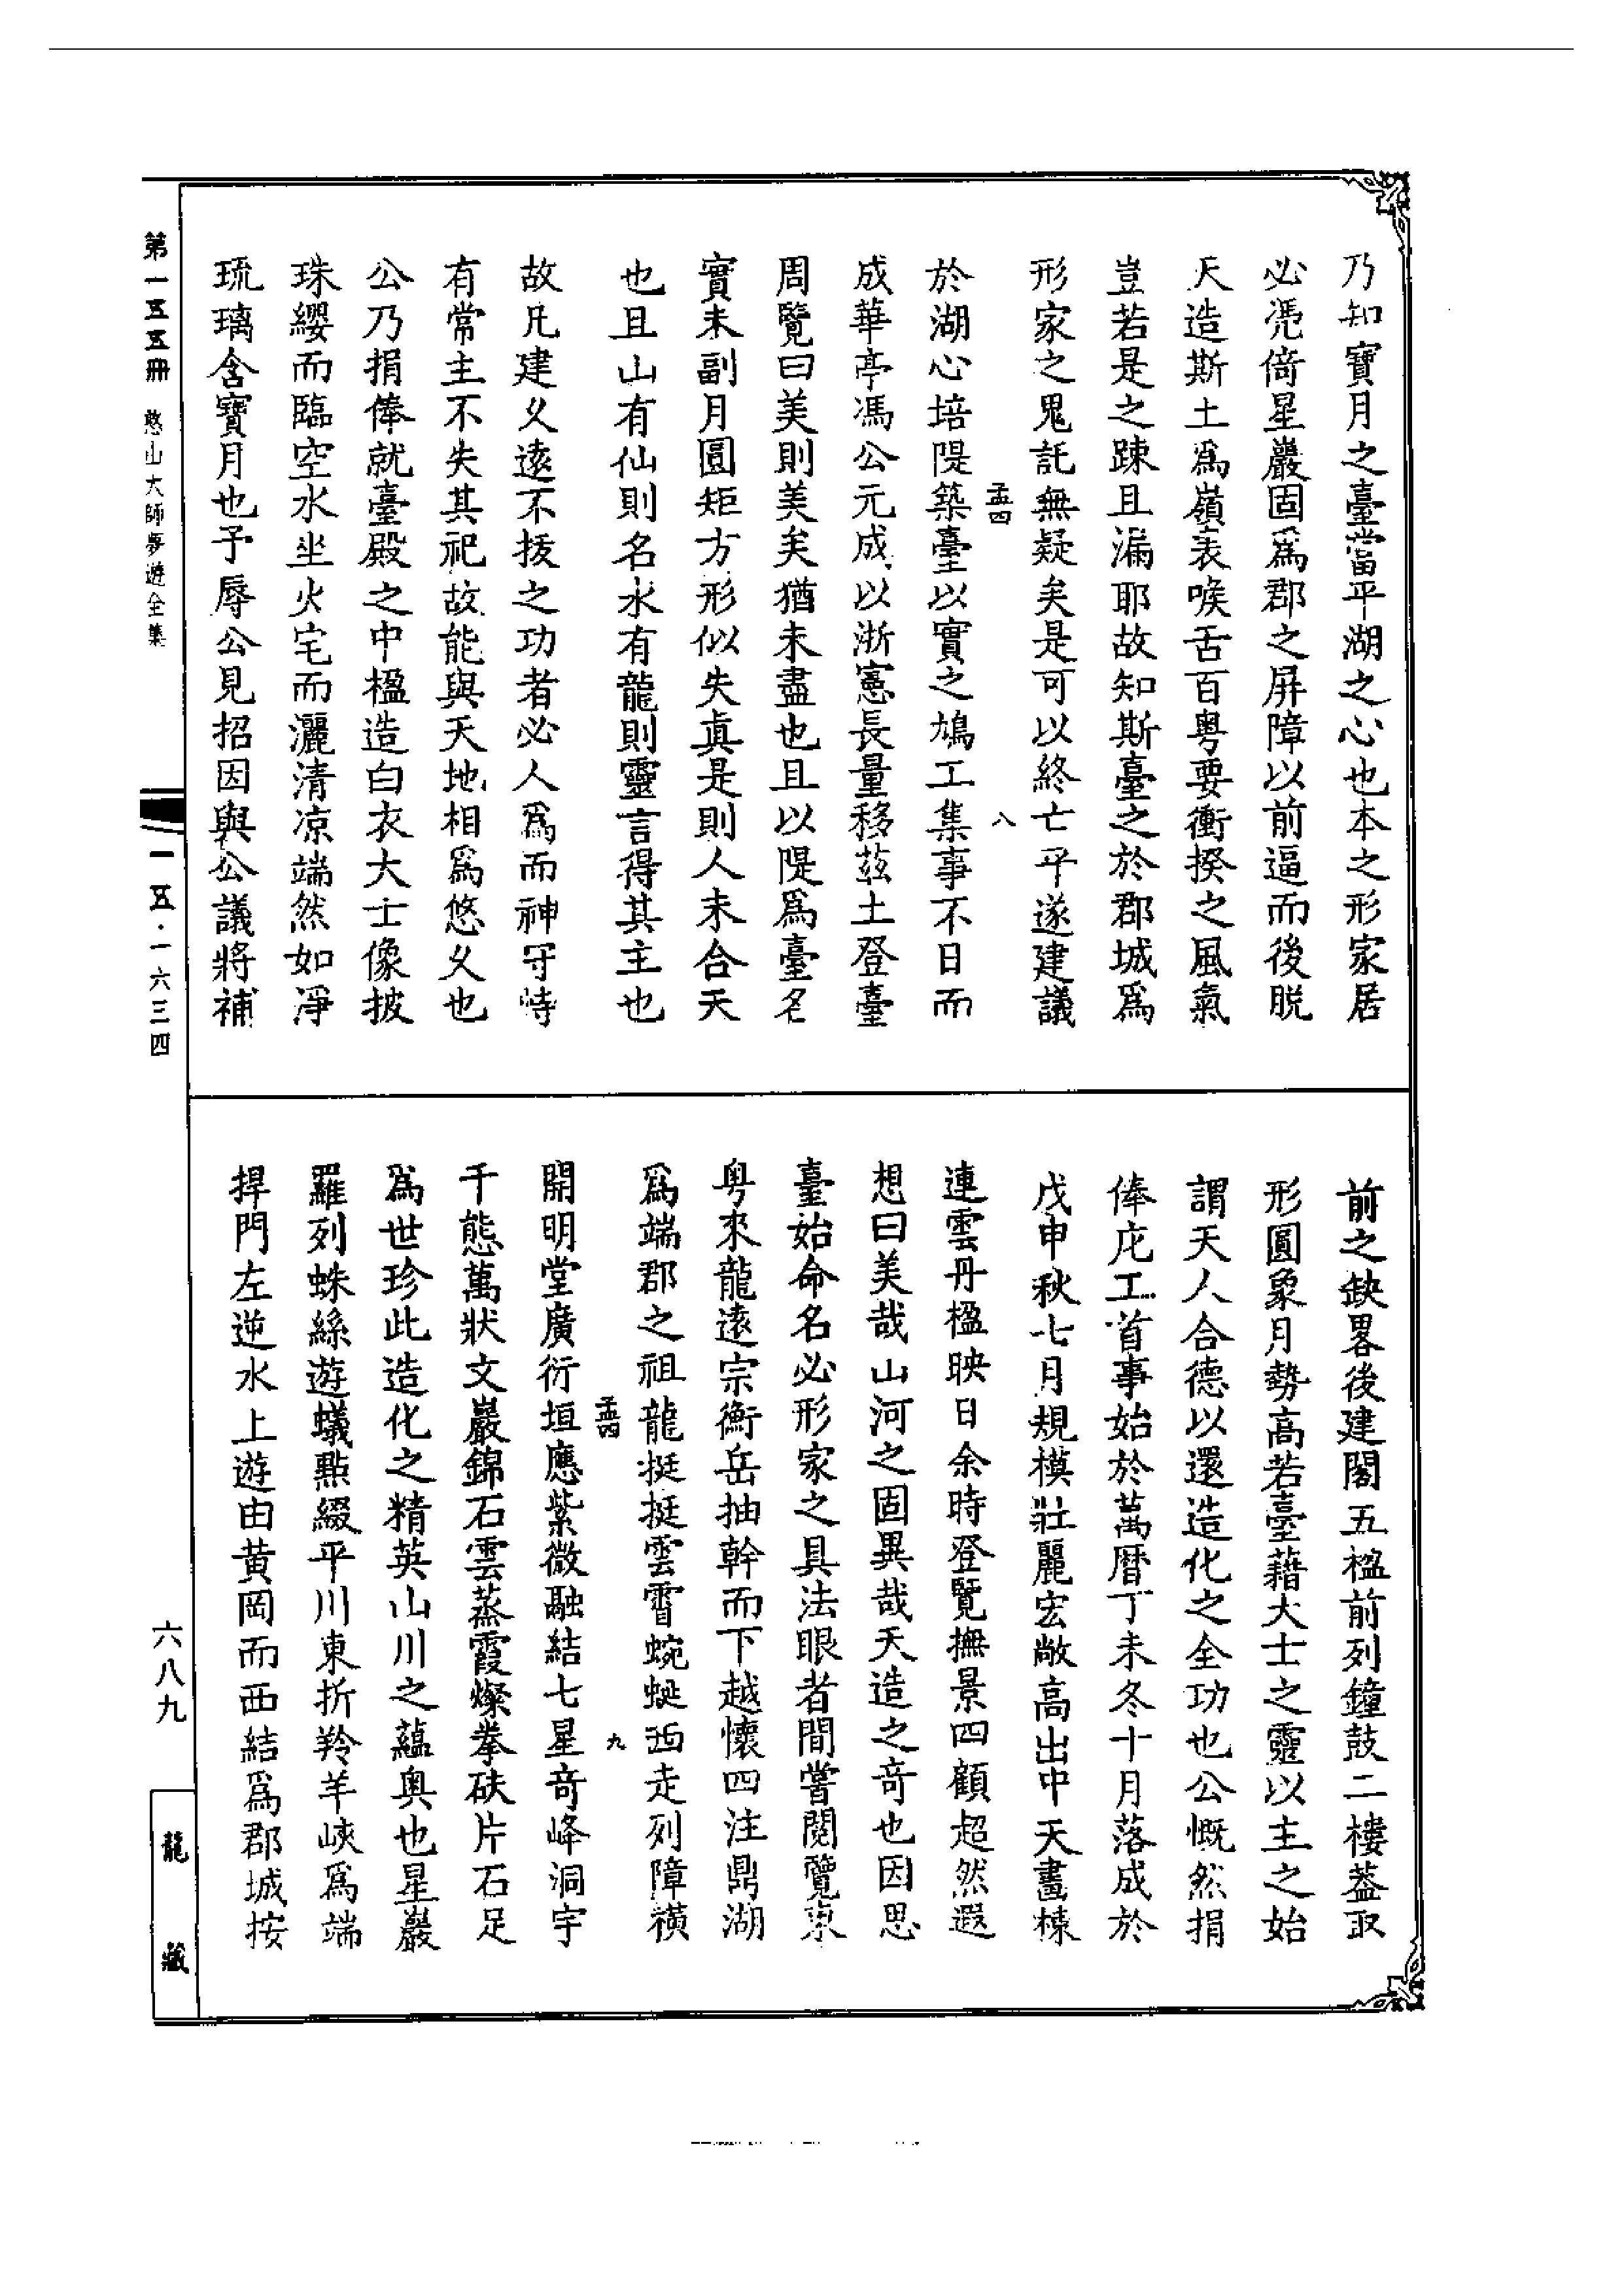 乃知寶月之臺當平湖之心也本之形家居
必凴倚星巖固爲郡之屏障以前逼而後脱
天造斯土爲嶺表喉舌百粤要衝揆之風氣
豈若是之踈且漏耶故知斯臺之於郡城爲
形家之鬼託無疑矣是可以終亡乎遂建議
孟四 八
於湖心培隄築臺以實之鳩工集事不日而
成華亭馮公元成以浙憲長量移茲土登臺
周覽曰美則美矣猶未盡也且以隄爲臺名
實未副月圓矩方形似失眞是則人未合天
也且山有仙則名水有龍則靈言得其主也
故凡建久遠不拔之功者必人爲而神守恃
有常主不失其祀故能與天地相爲悠久也
公乃捐俸就臺殿之中楹造白衣大士像披
珠纓而臨空水坐火宅而灑清凉端然如淨
琉璃含寶月也予辱公見招因與公議將補
前之缺畧後建閣五楹前列鐘鼓二樓葢取
形圓象月勢高若臺藉大士之靈以主之始
謂天人合德以還造化之全功也公慨然捐
俸庀工首事始於萬曆丁未冬十月落成於
戊申秋七月規模壯麗宏敞高出中天畫棟
連雲丹楹映日余時登覽撫景四顧超然遐
想曰美哉山河之固異哉天造之奇也因思
臺始命名必形家之具法眼者間嘗閱覽東
粤來龍遠宗衡岳抽幹而下越懷四注鼎湖
爲端郡之祖龍挺挺雲霄蜿蜒西走列障横
孟四 九
開明堂廣衍垣應紫微融結七星奇峰洞宇
千態萬狀文巖錦石雲蒸霞燦拳砆片石足
爲世珍此造化之精英山川之蘊奥也星巖
羅列蛛絲遊蟻㸃綴平川東折羚羊峽爲端
捍門左逆水上遊由黄岡而西結爲郡城按
第一五五冊 憨山大師夢遊全集
一五·一六三四
六八九
龍藏